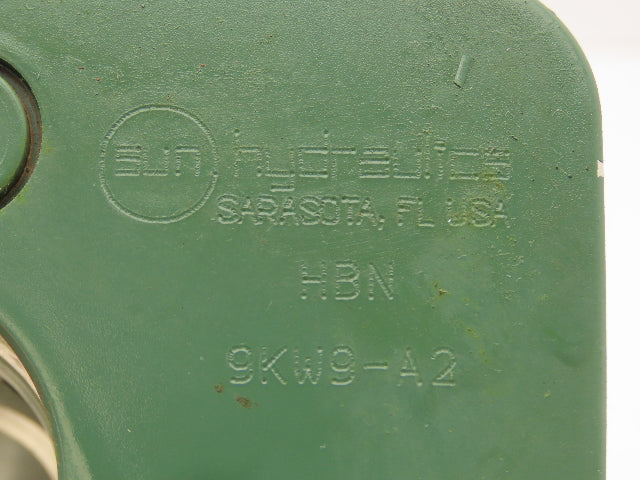 sun hydraulics
SARASOTA, FL USA
HBN
9KW9-A2